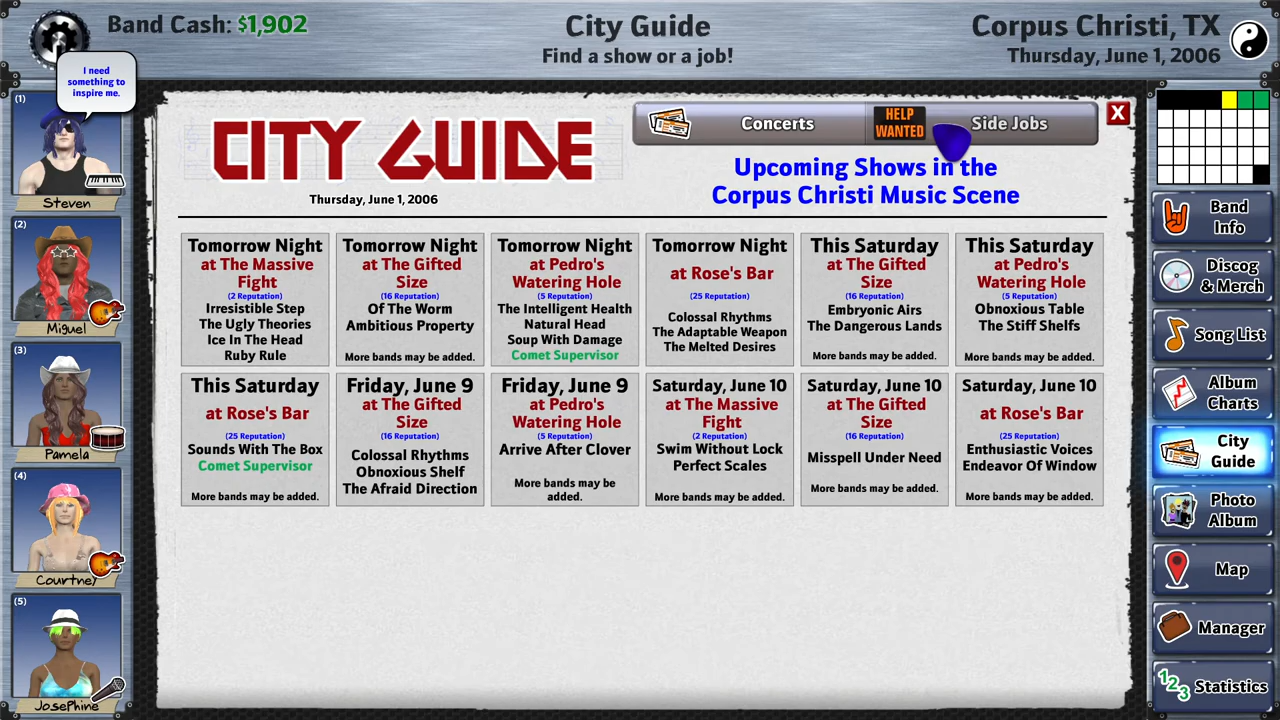 Band Cash: $1,902
City Guide
Find a show or a job!
Corpus Christi, TX
Thursday, June 1, 2006
I need
something to
inspire me.
(1)
Steven
(2)
Miguel
(3)
Pamela
(4)
Courtney
(5)
Josephine
CITY GUIDE
Thursday, June 1, 2006
Concerts
HELP
WANTED
Side Jobs
X
Upcoming Shows in the
Corpus Christi Music Scene
Tomorrow Night
at The Massive
Fight
(2 Reputation)
Irresistible Step
The Ugly Theories
Ice In The Head
Ruby Rule
Tomorrow Night
at The Gifted
Size
(16 Reputation)
Of The Worm
Ambitious Property
More bands may be added.
Tomorrow Night
at Pedro's
Watering Hole
(5 Reputation)
The Intelligent Health
Natural Head
Soup With Damage
Comet Supervisor
Tomorrow Night
at Rose's Bar
(25 Reputation)
Colossal Rhythms
The Adaptable Weapon
The Melted Desires
This Saturday
at The Gifted
Size
(16 Reputation)
Embryonic Airs
The Dangerous Lands
More bands may be added.
This Saturday
at Pedro's
Watering Hole
(5 Reputation)
Obnoxious Table
The Stiff Shelfs
More bands may be added.
This Saturday
at Rose's Bar
(25 Reputation)
Sounds With The Box
Comet Supervisor
More bands may be added.
Friday, June 9
at The Gifted
Size
(16 Reputation)
Colossal Rhythms
Obnoxious Shelf
The Afraid Direction
Friday, June 9
at Pedro's
Watering Hole
(5 Reputation)
Arrive After Clover
More bands may be
added.
Saturday, June 10
at The Massive
Fight
(2 Reputation)
Swim Without Lock
Perfect Scales
More bands may be added.
Saturday, June 10
at The Gifted
Size
(16 Reputation)
Misspell Under Need
More bands may be added.
Saturday, June 10
at Rose's Bar
(25 Reputation)
Enthusiastic Voices
Endeavor Of Window
More bands may be added.
Band
Info
Discog
& Merch
Song List
Album
Charts
City
Guide
Photo
Album
Map
Manager
123
Statistics